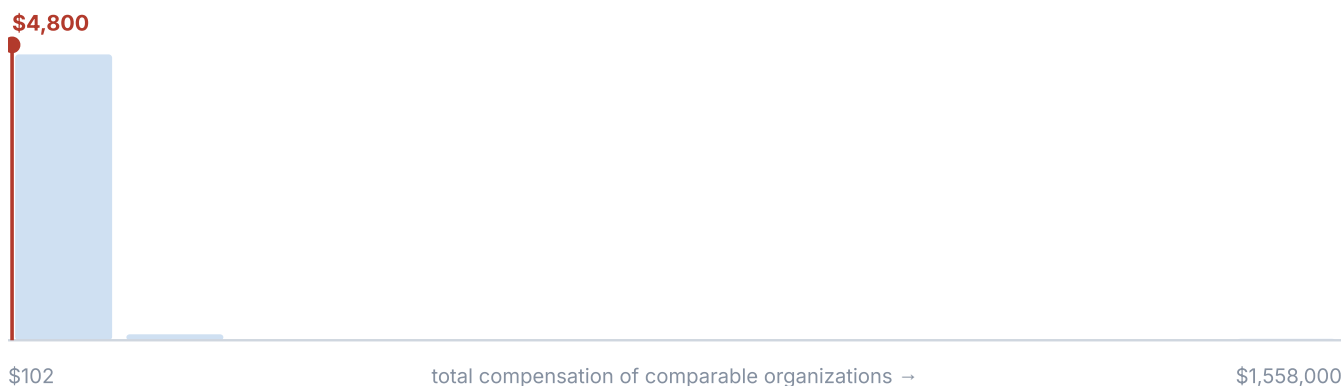 $4,800
$102
total compensation of comparable organizations →
$1,558,000